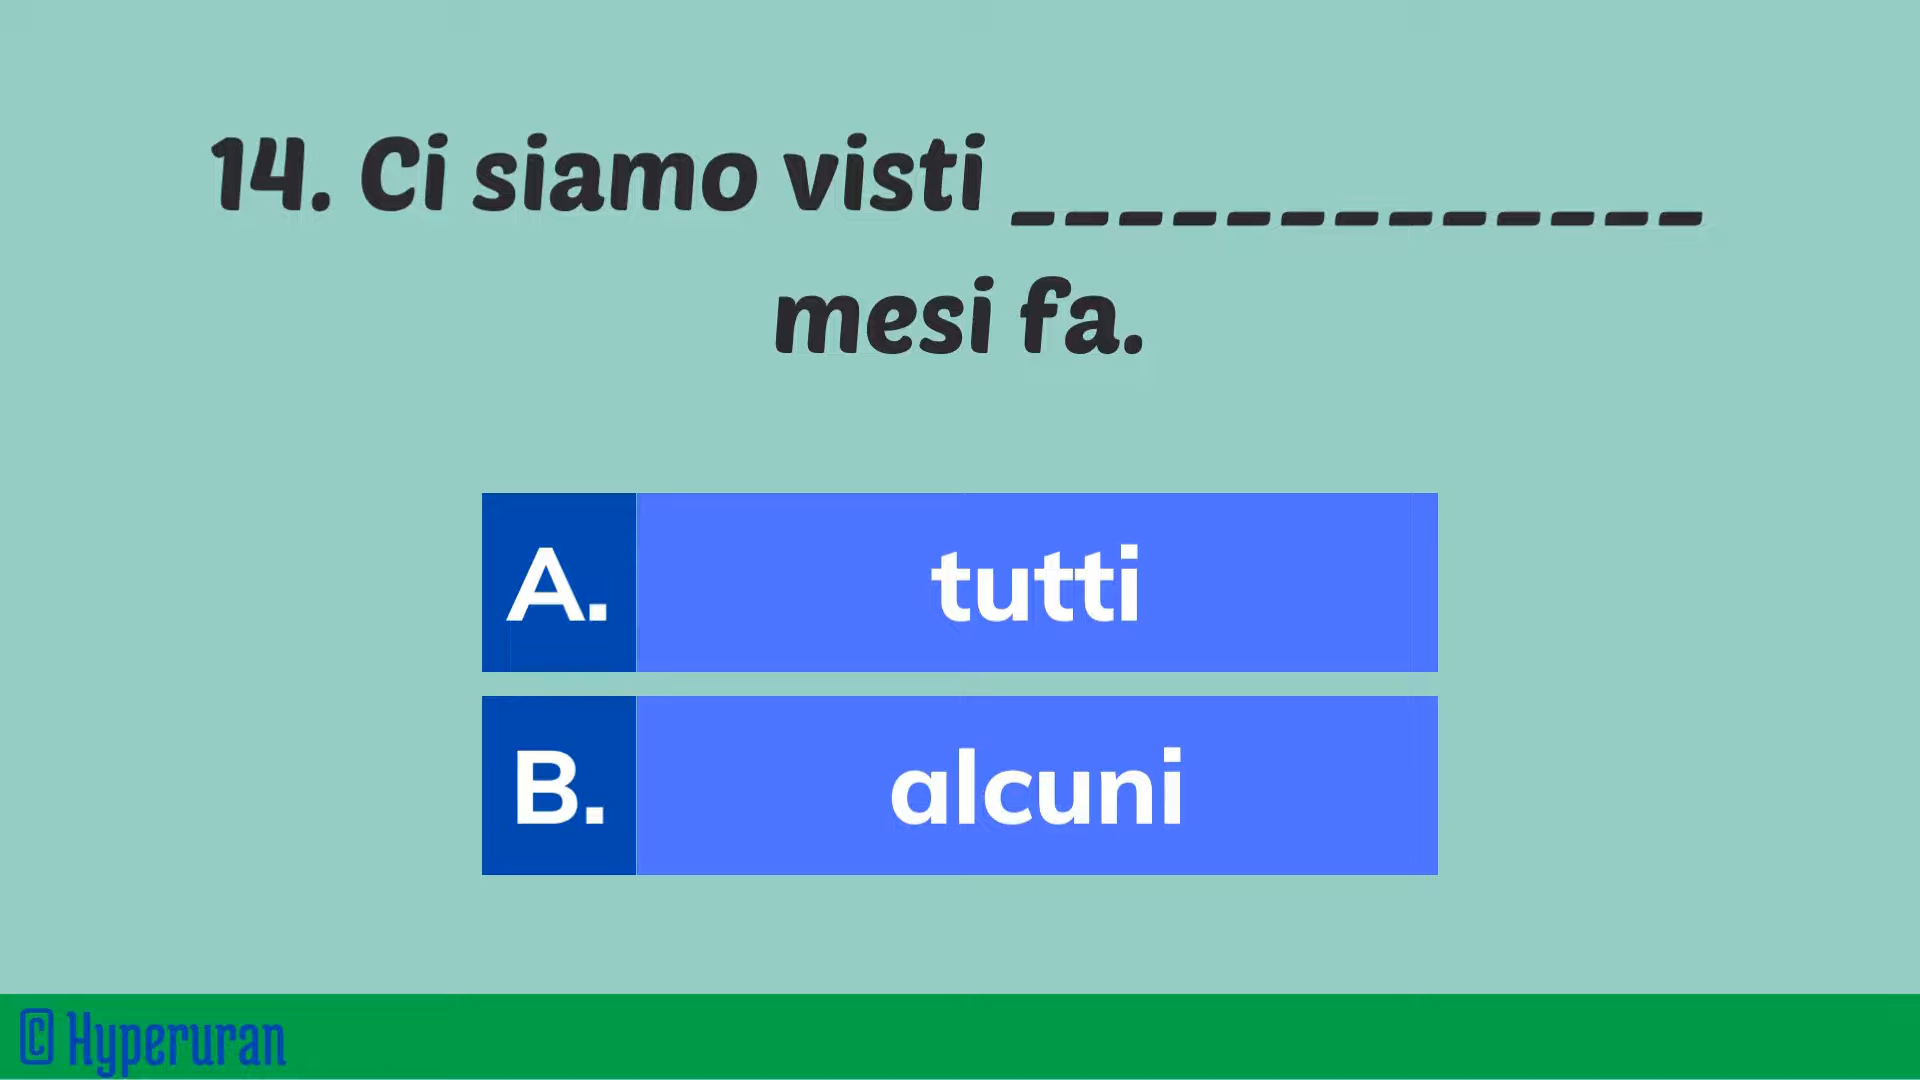 14. Ci siamo visti _____________
mesi fa.
A. tutti
B. alcuni
© Hyperuran